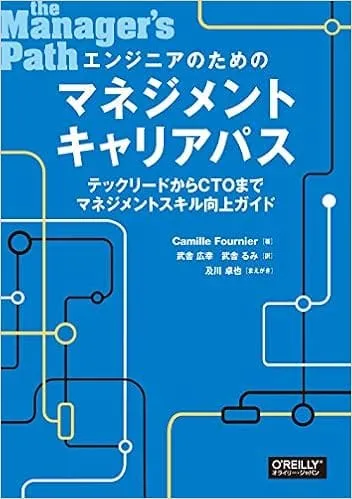 the
Manager's
Path
エンジニアのための
マネジメント
キャリアパス
テックリードからCTOまで
マネジメントスキル向上ガイド
Camille Fournier [著]
武舎 広幸　武舎 るみ [訳]
及川 卓也 [まえがき]
O'REILLY®
オライリー・ジャパン